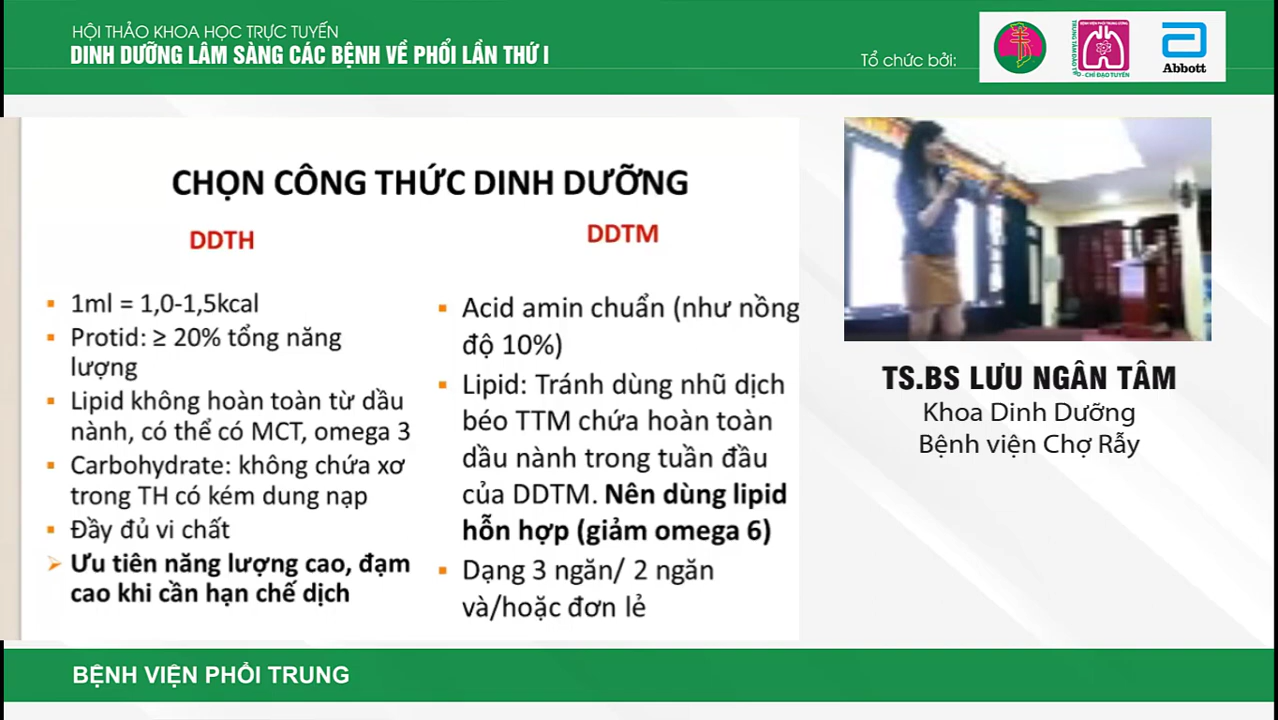 HỘI THẢO KHOA HỌC TRỰC TUYẾN
DINH DƯỠNG LÂM SÀNG CÁC BỆNH VỀ PHỔI LẦN THỨ I
Tổ chức bởi:
Abbott
CHỌN CÔNG THỨC DINH DƯỠNG
DDTH
1ml = 1,0-1,5kcal
Protid: ≥ 20% tổng năng
lượng
Lipid không hoàn toàn từ dầu
nành, có thể có MCT, omega 3
Carbohydrate: không chứa xơ
trong TH có kém dung nạp
Đầy đủ vi chất
Ưu tiên năng lượng cao, đạm
cao khi cần hạn chế dịch
DDTM
Acid amin chuẩn (như nồng
độ 10%)
Lipid: Tránh dùng nhũ dịch
béo TTM chứa hoàn toàn
dầu nành trong tuần đầu
của DDTM. Nên dùng lipid
hỗn hợp (giảm omega 6)
Dạng 3 ngăn/ 2 ngăn
và/hoặc đơn lẻ
TS.BS LƯU NGÂN TÂM
Khoa Dinh Dưỡng
Bệnh viện Chợ Rẫy
BỆNH VIỆN PHỔI TRUNG